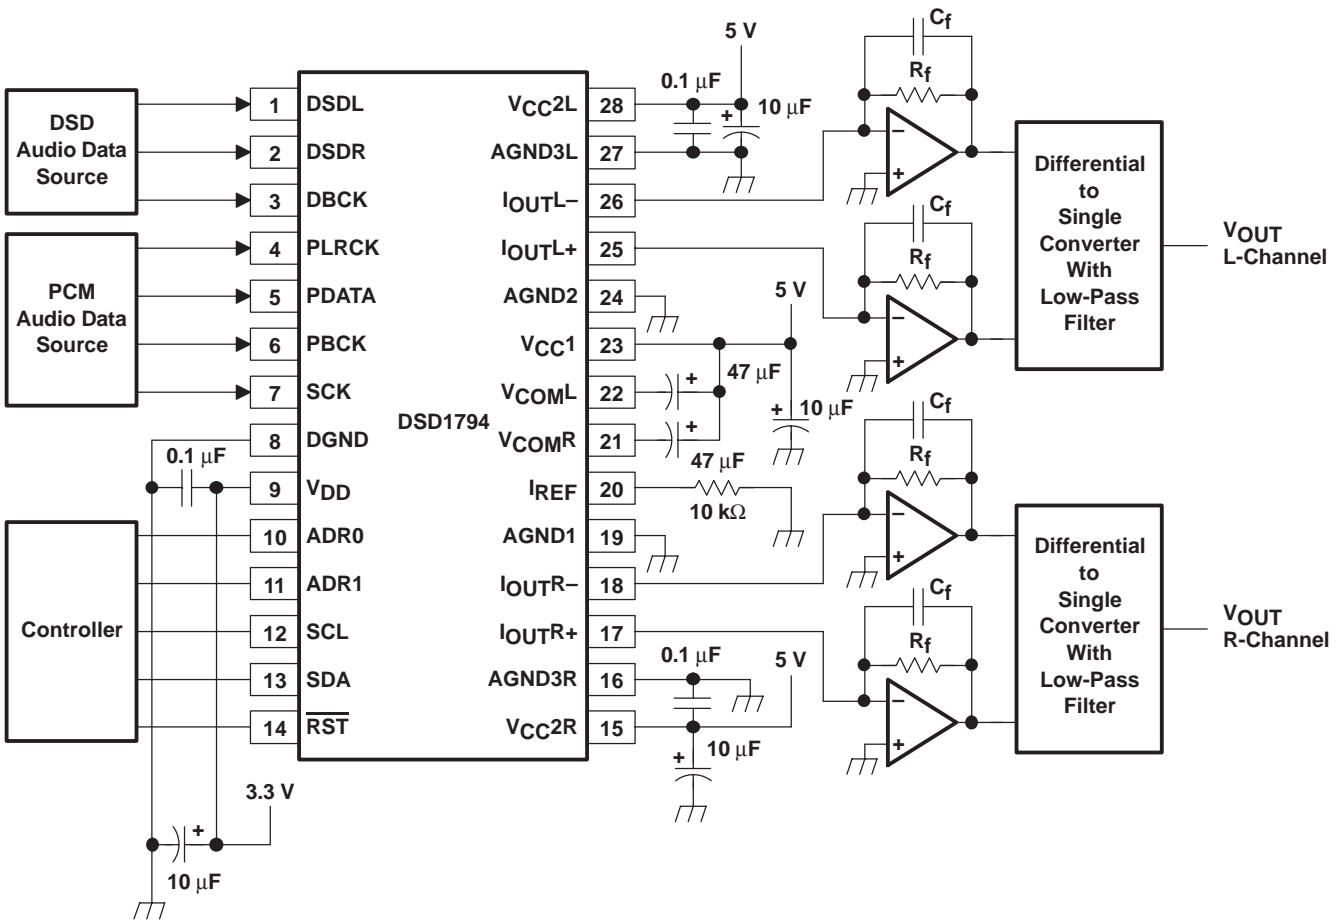 DSD
Audio Data
Source
PCM
Audio Data
Source
Controller
1 DSDL
2 DSDR
3 DBCK
4 PLRCK
5 PDATA
6 PBCK
7 SCK
8 DGND
9 VDD
10 ADR0
11 ADR1
12 SCL
13 SDA
14 RST
0.1 μF
3.3 V
10 μF
DSD1794
VCC2L 28
AGND3L 27
IOUTL– 26
IOUTL+ 25
AGND2 24
VCC1 23
VCOML 22
VCOMR 21
IREF 20
AGND1 19
IOUTR– 18
IOUTR+ 17
AGND3R 16
VCC2R 15
5 V
0.1 μF
+
10 μF
5 V
47 μF
+
+
+
10 μF
47 μF
10 kΩ
0.1 μF
5 V
10 μF
+
+
Cf
Rf
–
+
Cf
Rf
–
+
Cf
Rf
–
+
Cf
Rf
–
+
Differential
to
Single
Converter
With
Low-Pass
Filter
VOUT
L-Channel
Differential
to
Single
Converter
With
Low-Pass
Filter
VOUT
R-Channel